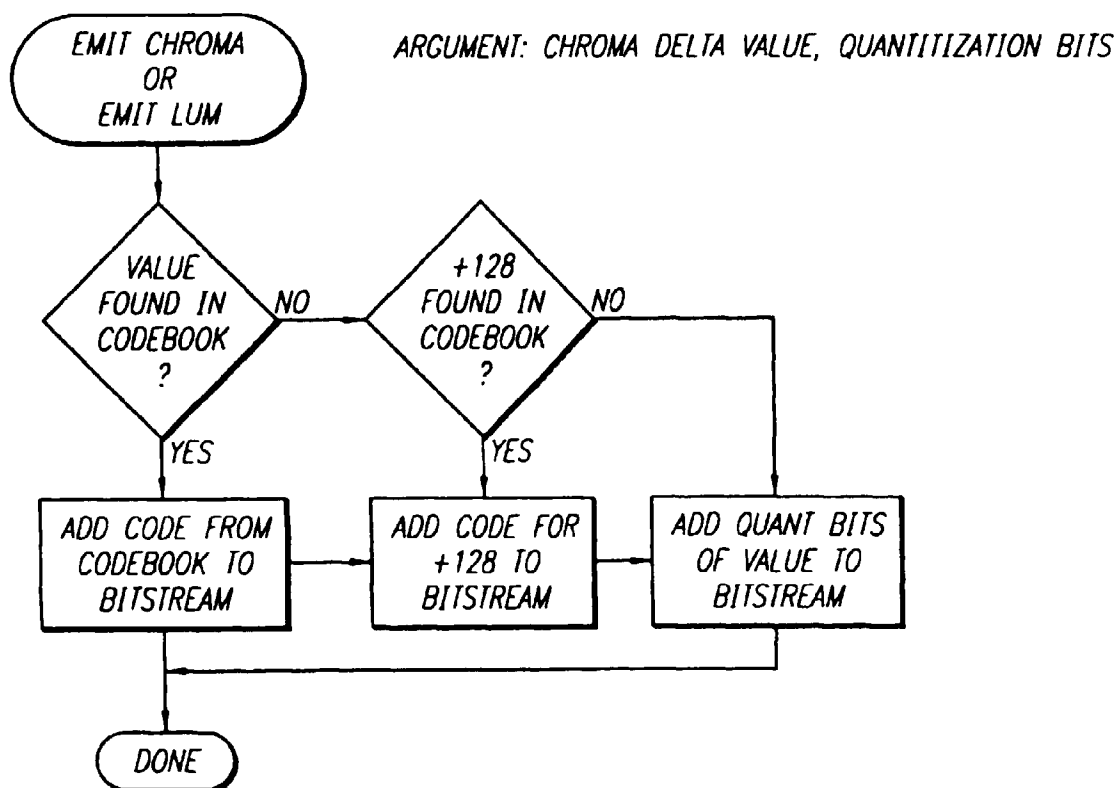 EMIT CHROMA
OR
EMIT LUM
ARGUMENT: CHROMA DELTA VALUE, QUANTITIZATION BITS
VALUE
FOUND IN
CODEBOOK
?
NO
YES
+128
FOUND IN
CODEBOOK
?
NO
YES
ADD CODE FROM
CODEBOOK TO
BITSTREAM
ADD CODE FOR
+128 TO
BITSTREAM
ADD QUANT BITS
OF VALUE TO
BITSTREAM
DONE